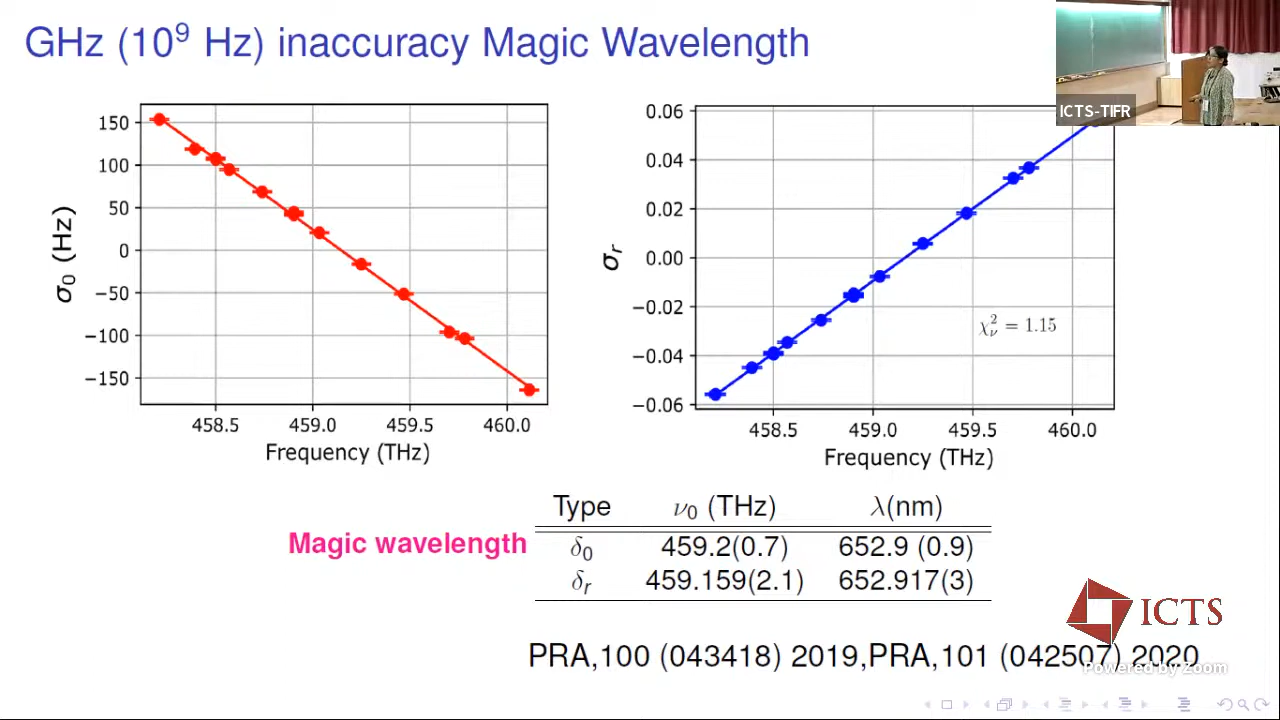 GHz (10⁹ Hz) inaccuracy Magic Wavelength
ICTS-TIFR
150
100
50
0
−50
−100
−150
σ₀ (Hz)
458.5 459.0 459.5 460.0
Frequency (THz)
0.06
0.04
0.02
0.00
−0.02
−0.04
−0.06
σᵣ
χ²ᵥ = 1.15
458.5 459.0 459.5 460.0
Frequency (THz)
Type ν₀ (THz) λ(nm)
Magic wavelength
δ₀ 459.2(0.7) 652.9 (0.9)
δᵣ 459.159(2.1) 652.917(3)
ICTS
PRA,100 (043418) 2019,PRA,101 (042507) 2020
Powered by Zoom